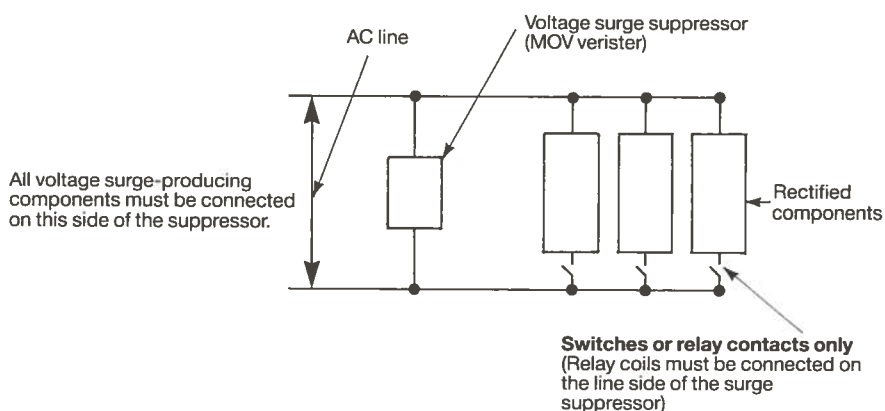 AC line
Voltage surge suppressor
(MOV verister)
All voltage surge-producing
components must be connected
on this side of the suppressor.
Rectified
components
Switches or relay contacts only
(Relay coils must be connected on
the line side of the surge
suppressor)